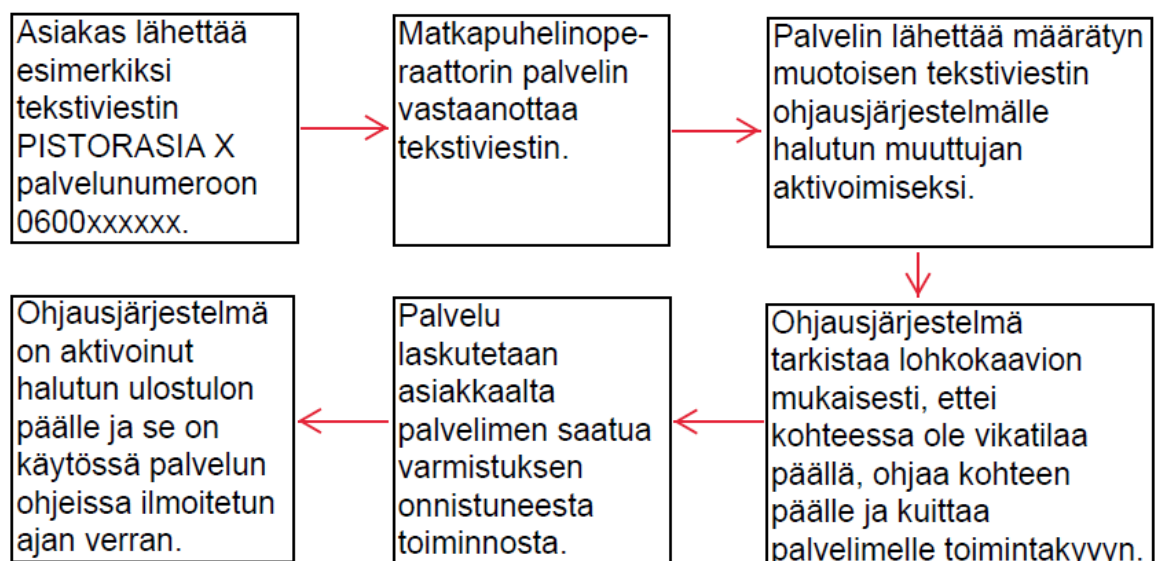 Asiakas lähettää
esimerkiksi
tekstiviestin
PISTORASIA X
palvelunumeroon
0600xxxxxx.
Matkapuhelinope-
raattorin palvelin
vastaanottaa
tekstiviestin.
Palvelin lähettää määrätyn
muotoisen tekstiviestin
ohjausjärjestelmälle
halutun muuttujan
aktivoimiseksi.
Ohjausjärjestelmä
tarkistaa lohkokaavion
mukaisesti, ettei
kohteessa ole vikatilaa
päällä, ohjaa kohteen
päälle ja kuittaa
palvelimelle toimintakyvyn.
Palvelu
laskutetaan
asiakkaalta
palvelimen saatua
varmistuksen
onnistuneesta
toiminnosta.
Ohjausjärjestelmä
on aktivoinut
halutun ulostulon
päälle ja se on
käytössä palvelun
ohjeissa ilmoitetun
ajan verran.